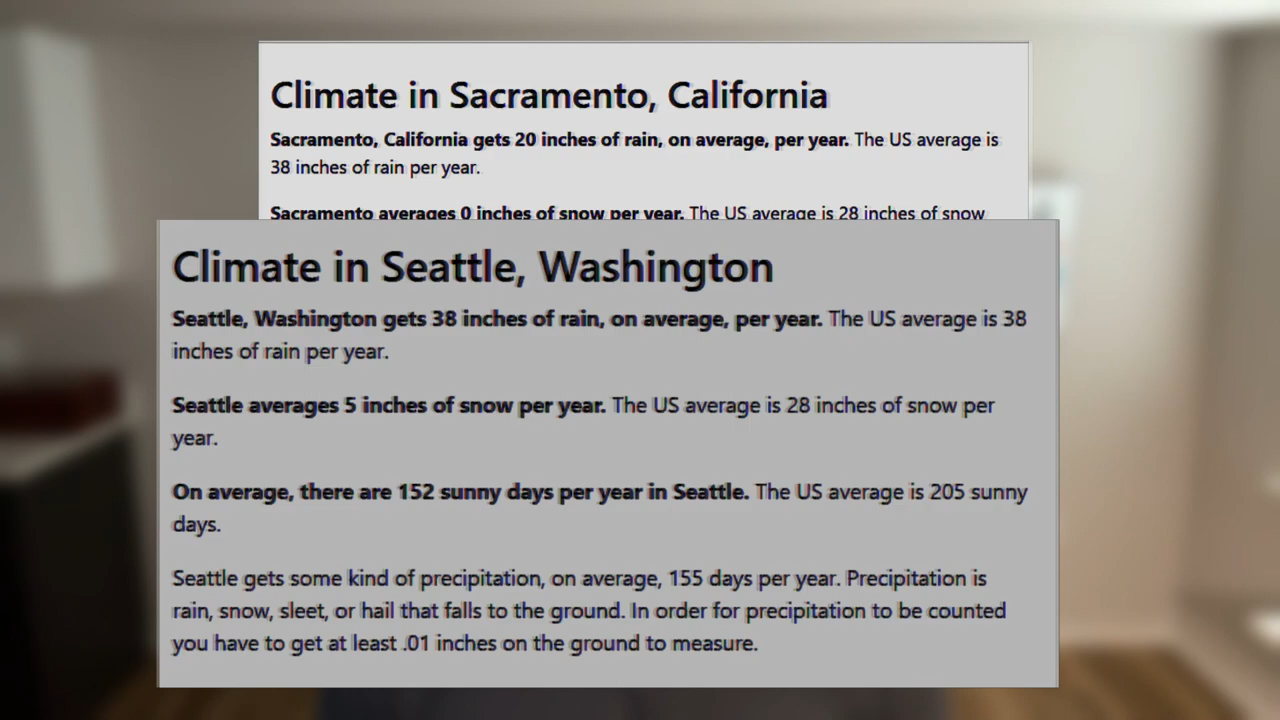 Climate in Sacramento, California
Sacramento, California gets 20 inches of rain, on average, per year. The US average is
38 inches of rain per year.
Sacramento averages 0 inches of snow per year. The US average is 28 inches of snow
Climate in Seattle, Washington
Seattle, Washington gets 38 inches of rain, on average, per year. The US average is 38
inches of rain per year.
Seattle averages 5 inches of snow per year. The US average is 28 inches of snow per
year.
On average, there are 152 sunny days per year in Seattle. The US average is 205 sunny
days.
Seattle gets some kind of precipitation, on average, 155 days per year. Precipitation is
rain, snow, sleet, or hail that falls to the ground. In order for precipitation to be counted
you have to get at least .01 inches on the ground to measure.